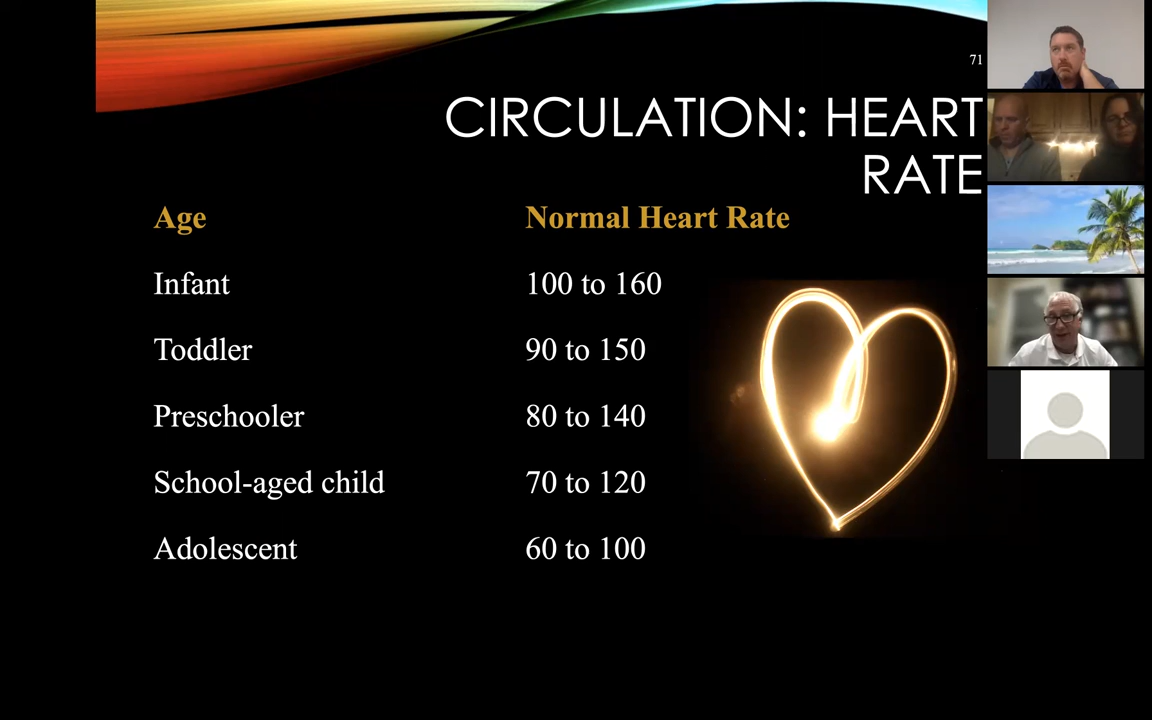 71
CIRCULATION: HEART
RATE
Age Normal Heart Rate
Infant 100 to 160
Toddler 90 to 150
Preschooler 80 to 140
School-aged child 70 to 120
Adolescent 60 to 100